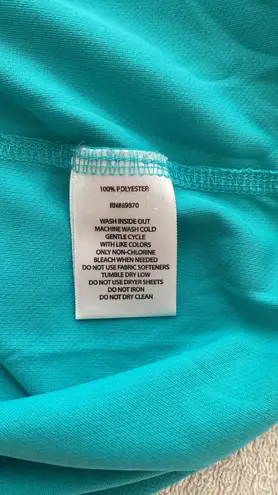 100% POLYESTER
RN#89870
WASH INSIDE OUT
MACHINE WASH COLD
GENTLE CYCLE
WITH LIKE COLORS
ONLY NON-CHLORINE
BLEACH WHEN NEEDED
DO NOT USE FABRIC SOFTENERS
TUMBLE DRY LOW
DO NOT USE DRYER SHEETS
DO NOT IRON
DO NOT DRY CLEAN